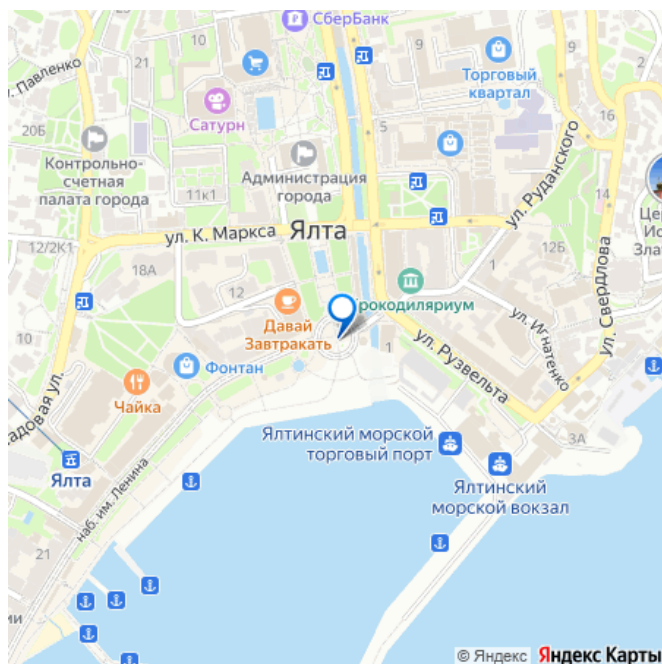 СберБанк
10
9
9
20
21
Торговый
квартал
ул. Павленко
Сатурн
5
16
20Б
Контрольно-
счетная
палата города
11к1
Администрация
города
ул. Руданского
14
12/2К1
ул. К. Маркса
Ялта
12Б
18А
ул. Свердлова
12
Крокодиляриум
Давай
Завтракать
ул. Игнатенко
10
1
ул. Рузвельта
Фонтан
Чайка
Садовая ул.
3А
Ялтинский морской
торговый порт
Ялта
Ялтинский
морской вокзал
наб. им. Ленина
21
© Яндекс Яндекс Карты